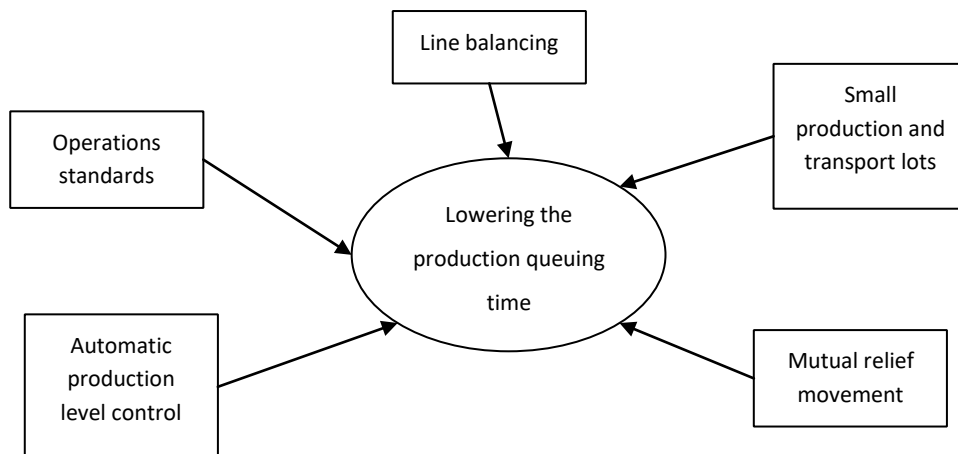 Line balancing
Small
production and
transport lots
Operations
standards
Lowering the
production queuing
time
Automatic
production
level control
Mutual relief
movement